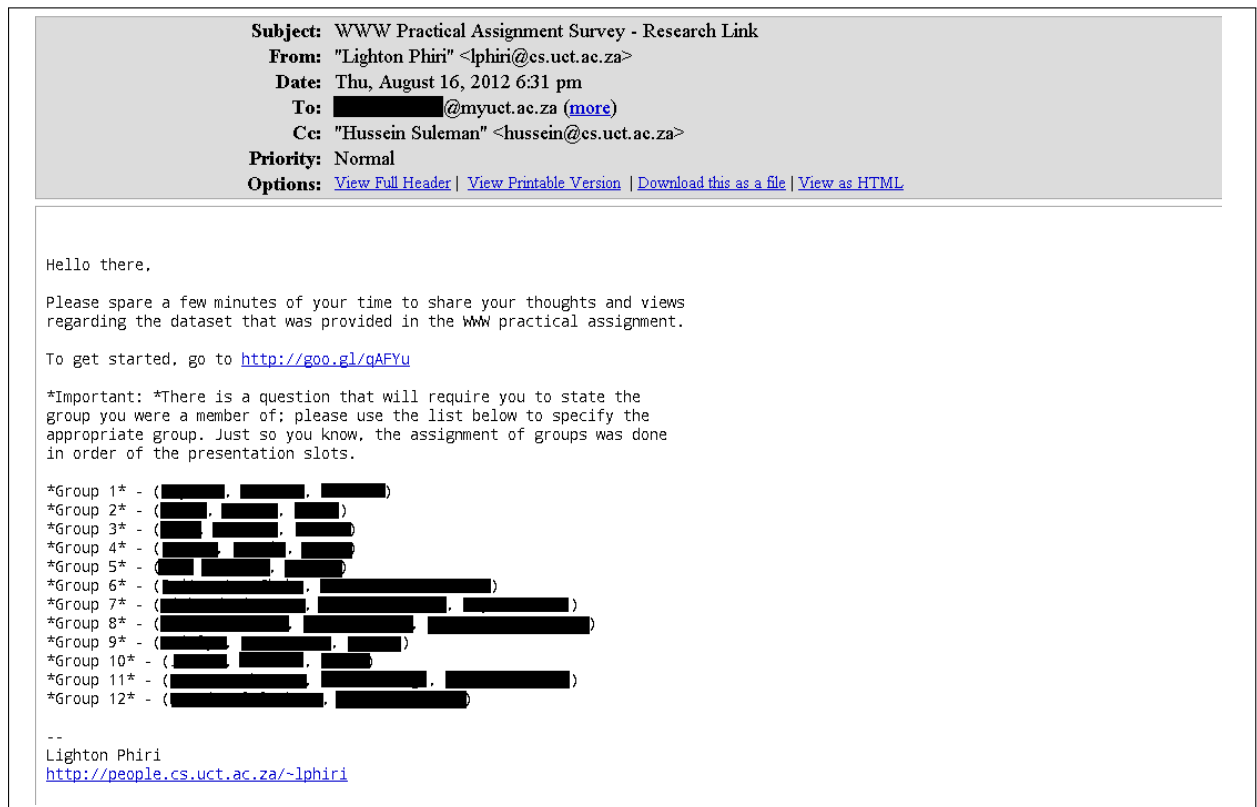 Subject: WWW Practical Assignment Survey - Research Link
From: "Lighton Phiri" <lphiri@cs.uct.ac.za>
Date: Thu, August 16, 2012 6:31 pm
To: @myuct.ac.za (more)
Cc: "Hussein Suleman" <hussein@cs.uct.ac.za>
Priority: Normal
Options: View Full Header | View Printable Version | Download this as a file | View as HTML
Hello there,
Please spare a few minutes of your time to share your thoughts and views
regarding the dataset that was provided in the WWW practical assignment.
To get started, go to http://goo.gl/qAFYu
*Important: *There is a question that will require you to state the
group you were a member of; please use the list below to specify the
appropriate group. Just so you know, the assignment of groups was done
in order of the presentation slots.
*Group 1* - ( , , )
*Group 2* - ( , , )
*Group 3* - ( , , )
*Group 4* - ( , , )
*Group 5* - ( , )
*Group 6* - ( , )
*Group 7* - ( , , )
*Group 8* - ( , , )
*Group 9* - ( , , )
*Group 10* - ( , , )
*Group 11* - ( , , )
*Group 12* - ( , )
--
Lighton Phiri
http://people.cs.uct.ac.za/~lphiri